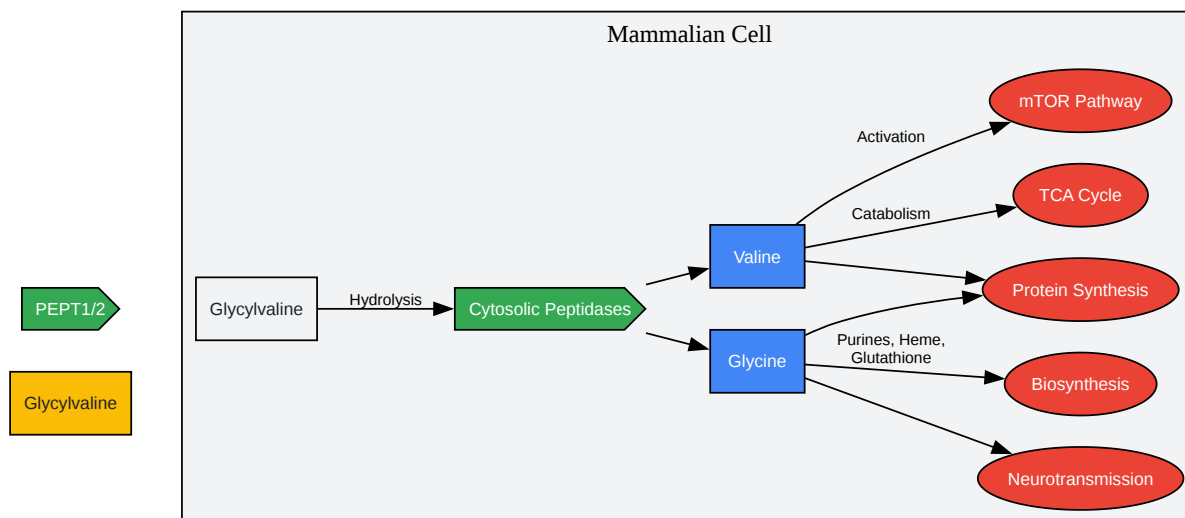 Mammalian Cell
mTOR Pathway
Activation
TCA Cycle
Catabolism
Valine
Protein Synthesis
Glycylvaline
Hydrolysis
Cytosolic Peptidases
PEPT1/2
Purines, Heme,
Glutathione
Glycine
Biosynthesis
Glycylvaline
Neurotransmission